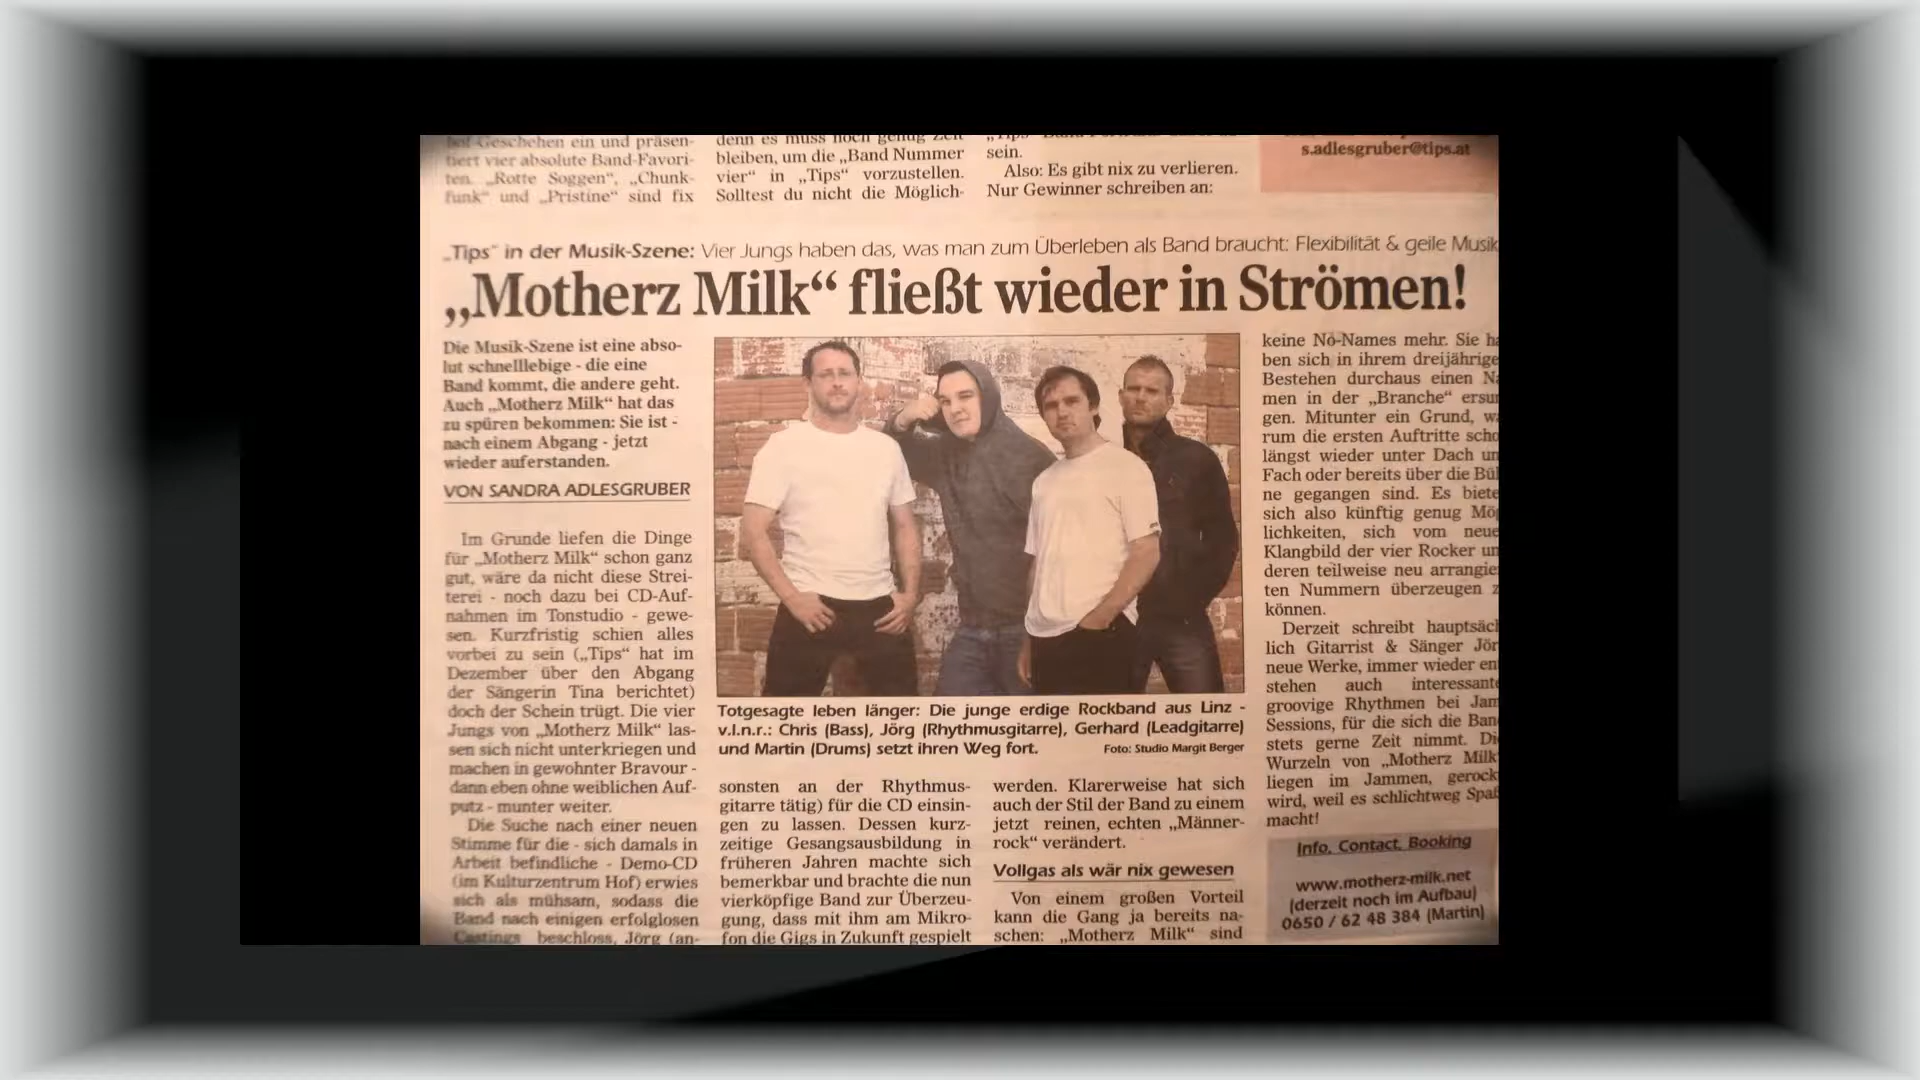 hof Geschehen ein und präsen-
tiert vier absolute Band-Favori-
ten. „Rotte Soggen“, „Chunk-
funk“ und „Pristine“ sind fix
denn es muss noch genug Zeit
bleiben, um die „Band Nummer
vier“ in „Tips“ vorzustellen.
Solltest du nicht die Möglich-
sein.
Also: Es gibt nix zu verlieren.
Nur Gewinner schreiben an:
s.adlesgruber@tips.at
„Tips“ in der Musik-Szene: Vier Jungs haben das, was man zum Überleben als Band braucht: Flexibilität & geile Musik
„Motherz Milk“ fließt wieder in Strömen!
Die Musik-Szene ist eine abso-
lut schnelllebige - die eine
Band kommt, die andere geht.
Auch „Motherz Milk“ hat das
zu spüren bekommen: Sie ist -
nach einem Abgang - jetzt
wieder auferstanden.
VON SANDRA ADLESGRUBER
Im Grunde liefen die Dinge
für „Motherz Milk“ schon ganz
gut, wäre da nicht diese Strei-
terei - noch dazu bei CD-Auf-
nahmen im Tonstudio - gewe-
sen. Kurzfristig schien alles
vorbei zu sein („Tips“ hat im
Dezember über den Abgang
der Sängerin Tina berichtet)
doch der Schein trügt. Die vier
Jungs von „Motherz Milk“ las-
sen sich nicht unterkriegen und
machen in gewohnter Bravour -
dann eben ohne weiblichen Auf-
putz - munter weiter.
Die Suche nach einer neuen
Stimme für die - sich damals in
Arbeit befindliche - Demo-CD
(im Kulturzentrum Hof) erwies
sich als mühsam, sodass die
Band nach einigen erfolglosen
Castings beschloss, Jörg (an-
Totgesagte leben länger: Die junge erdige Rockband aus Linz -
v.l.n.r.: Chris (Bass), Jörg (Rhythmusgitarre), Gerhard (Leadgitarre)
und Martin (Drums) setzt ihren Weg fort. Foto: Studio Margit Berger
sonsten an der Rhythmus-
gitarre tätig) für die CD einsin-
gen zu lassen. Dessen kurz-
zeitige Gesangsausbildung in
früheren Jahren machte sich
bemerkbar und brachte die nun
vierköpfige Band zur Überzeu-
gung, dass mit ihm am Mikro-
fon die Gigs in Zukunft gespielt
werden. Klarerweise hat sich
auch der Stil der Band zu einem
jetzt reinen, echten „Männer-
rock“ verändert.
Vollgas als wär nix gewesen
Von einem großen Vorteil
kann die Gang ja bereits na-
schen: „Motherz Milk“ sind
keine No-Names mehr. Sie ha
ben sich in ihrem dreijährige
Bestehen durchaus einen Na
men in der „Branche“ ersun
gen. Mitunter ein Grund, wa
rum die ersten Auftritte scho
längst wieder unter Dach un
Fach oder bereits über die Büh
ne gegangen sind. Es biete
sich also künftig genug Mög
lichkeiten, sich vom neue
Klangbild der vier Rocker un
deren teilweise neu arrangie
ten Nummern überzeugen z
können.
Derzeit schreibt hauptsäch
lich Gitarrist & Sänger Jör
neue Werke, immer wieder ent
stehen auch interessante
groovige Rhythmen bei Jam
Sessions, für die sich die Ban
stets gerne Zeit nimmt. Di
Wurzeln von „Motherz Milk
liegen im Jammen, gerock
wird, weil es schlichtweg Spaß
macht!
Info, Contact, Booking
www.motherz-milk.net
(derzeit noch im Aufbau)
0650 / 62 48 384 (Martin)